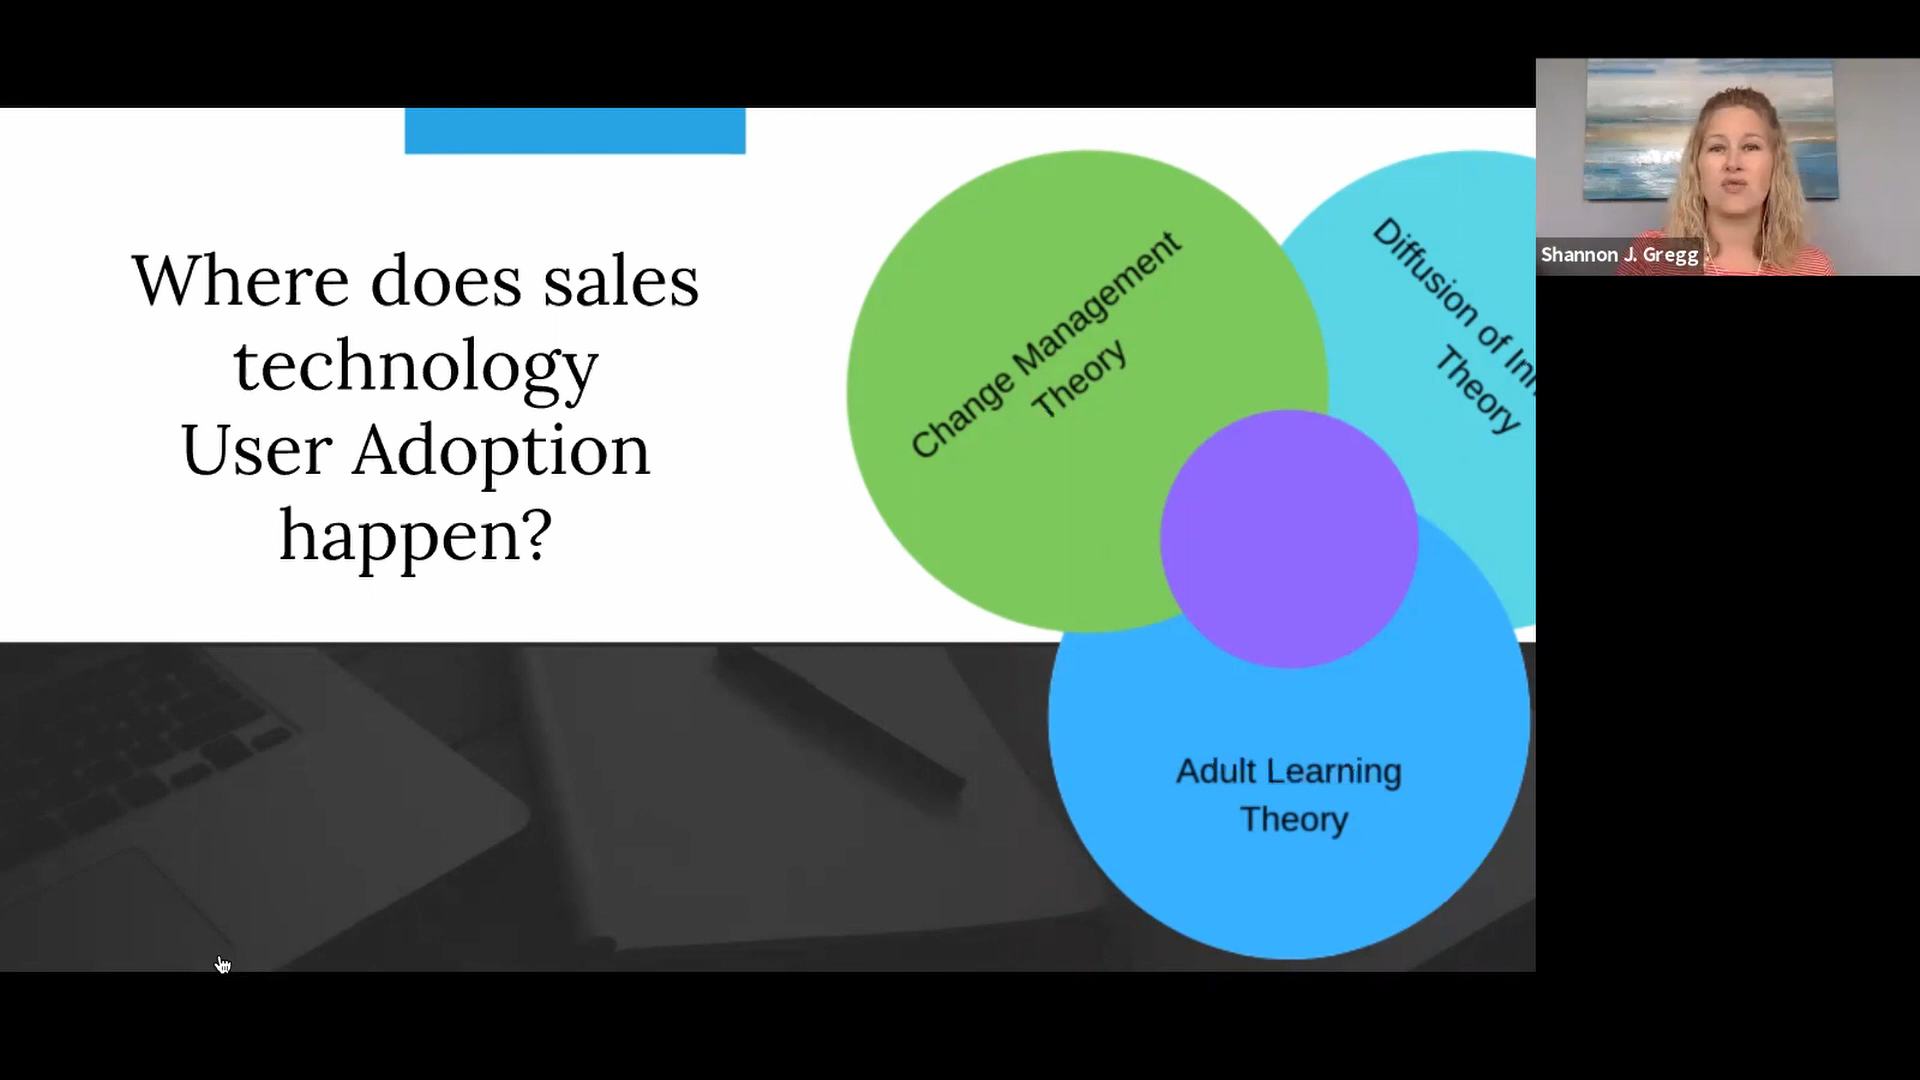 Where does sales
technology
User Adoption
happen?
Change Management
Theory
Diffusion of
Theory
Adult Learning
Theory
Shannon J. Gregg